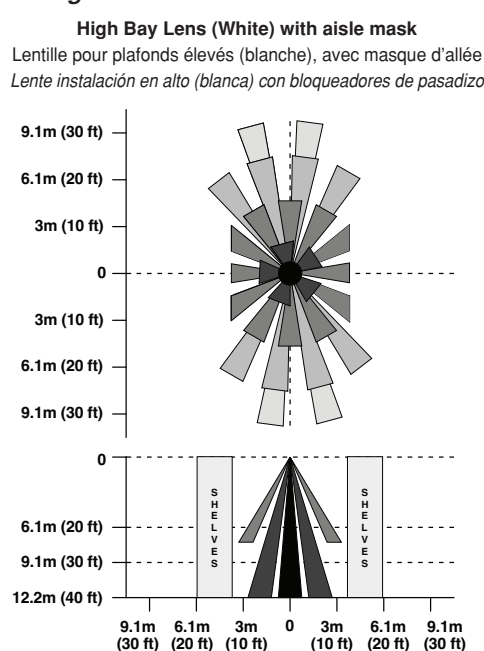 High Bay Lens (White) with aisle mask
Lentille pour plafonds élevés (blanche), avec masque d'allée
Lente instalación en alto (blanca) con bloqueadores de pasadizo
9.1m (30 ft)
6.1m (20 ft)
3m (10 ft)
0
3m (10 ft)
6.1m (20 ft)
9.1m (30 ft)
0
SHELVES
SHELVES
6.1m (20 ft)
9.1m (30 ft)
12.2m (40 ft)
9.1m 6.1m 3m 0 3m 6.1m 9.1m
(30 ft) (20 ft) (10 ft) (10 ft) (20 ft) (30 ft)